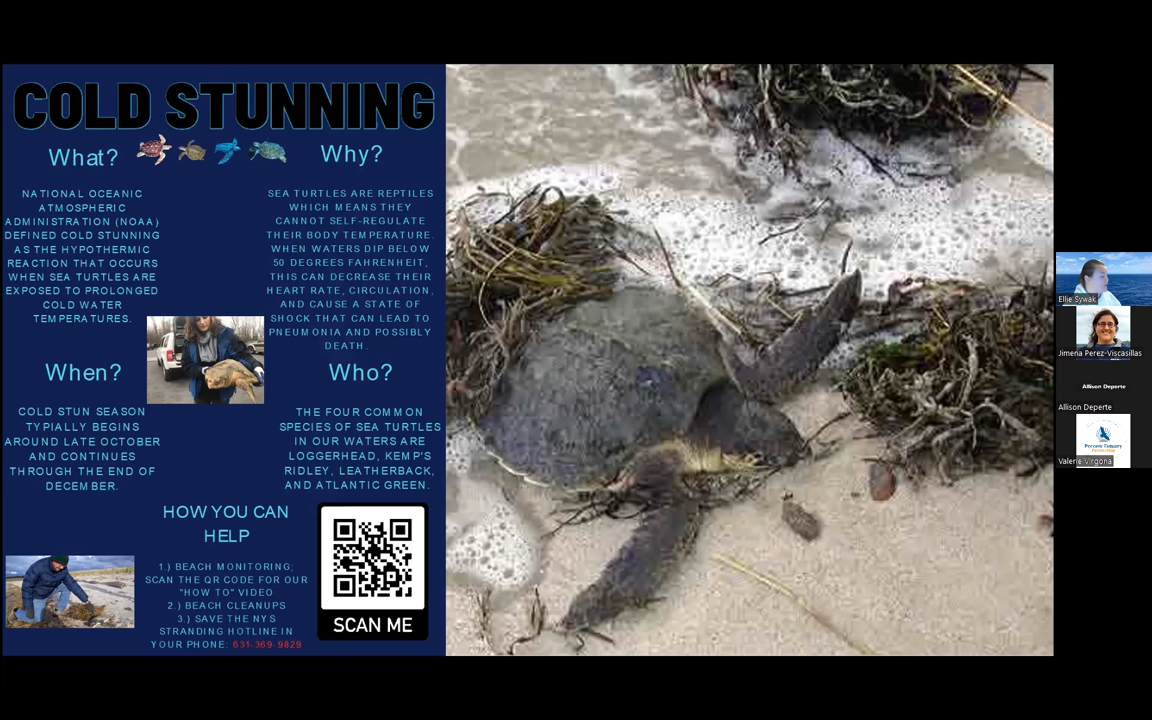 COLD STUNNING
What?
NATIONAL OCEANIC
ATMOSPHERIC
ADMINISTRATION (NOAA)
DEFINED COLD STUNNING
AS THE HYPOTHERMIC
REACTION THAT OCCURS
WHEN SEA TURTLES ARE
EXPOSED TO PROLONGED
COLD WATER
TEMPERATURES.
Why?
SEA TURTLES ARE REPTILES
WHICH MEANS THEY
CANNOT SELF-REGULATE
THEIR BODY TEMPERATURE.
WHEN WATERS DIP BELOW
50 DEGREES FAHRENHEIT,
THIS CAN DECREASE THEIR
HEART RATE, CIRCULATION,
AND CAUSE A STATE OF
SHOCK THAT CAN LEAD TO
PNEUMONIA AND POSSIBLY
DEATH.
When?
COLD STUN SEASON
TYPIALLY BEGINS
AROUND LATE OCTOBER
AND CONTINUES
THROUGH THE END OF
DECEMBER.
Who?
THE FOUR COMMON
SPECIES OF SEA TURTLES
IN OUR WATERS ARE
LOGGERHEAD, KEMP'S
RIDLEY, LEATHERBACK,
AND ATLANTIC GREEN.
HOW YOU CAN
HELP
1.) BEACH MONITORING;
SCAN THE QR CODE FOR OUR
"HOW TO" VIDEO
2.) BEACH CLEANUPS
3.) SAVE THE NYS
STRANDING HOTLINE IN
YOUR PHONE: 631-369-9829
SCAN ME
Ellie Sywak
Jimena Perez-Viscasillas
Allison Deperte
Allison Deperte
Peconic Estuary
Valerie Virgona